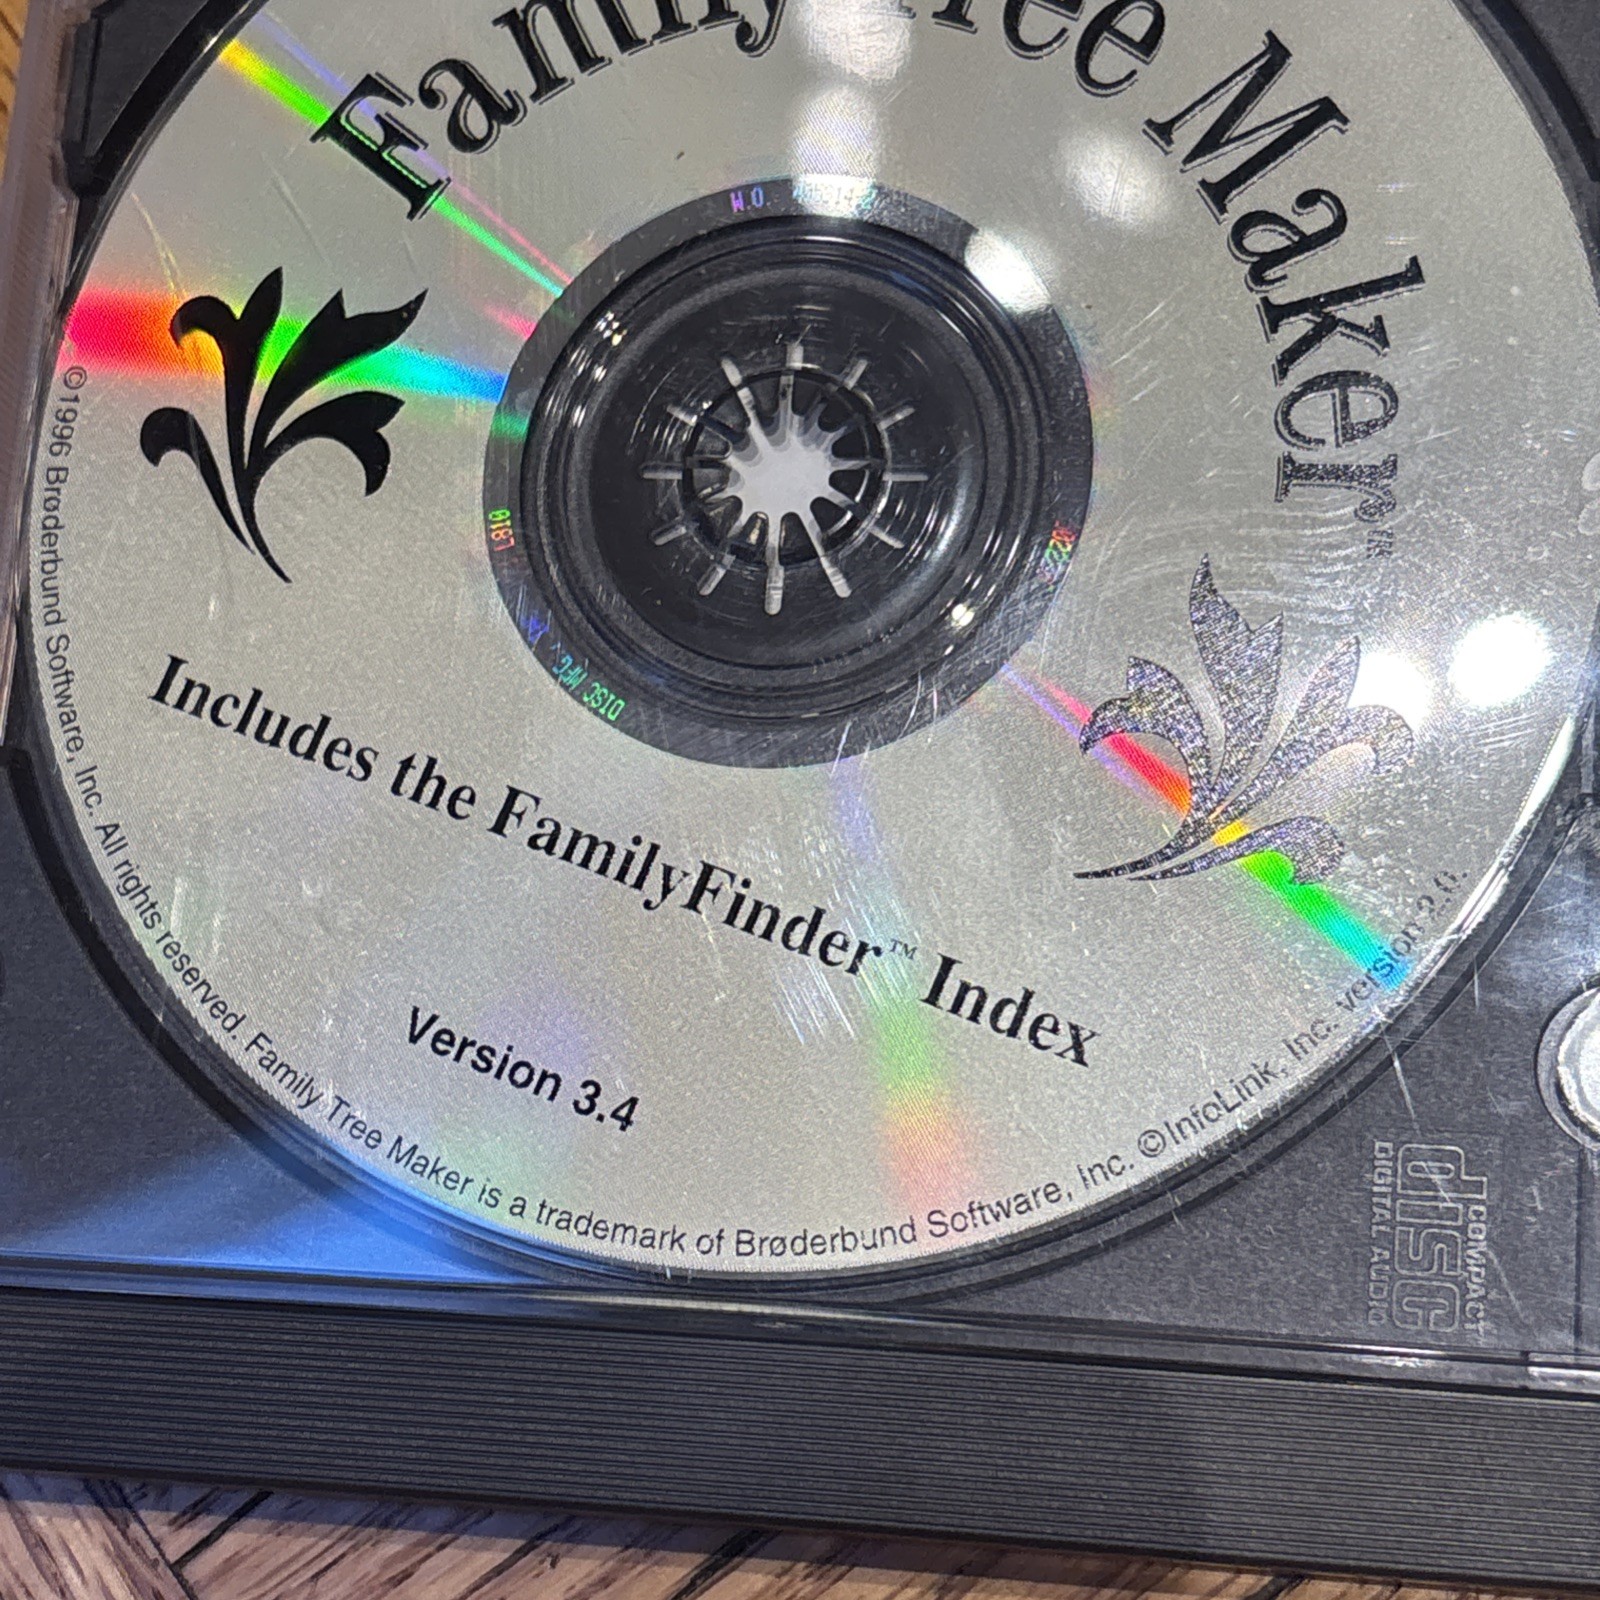 Family Tree Maker
Includes the FamilyFinder™ Index
Version 3.4
©1996 Brøderbund Software, Inc. All rights reserved. Family Tree Maker is a trademark of Brøderbund Software, Inc. ©InfoLink, Inc. version 2.0.
W.O.
L810
DISC MFG.
COMPACT
disc
DIGITAL AUDIO